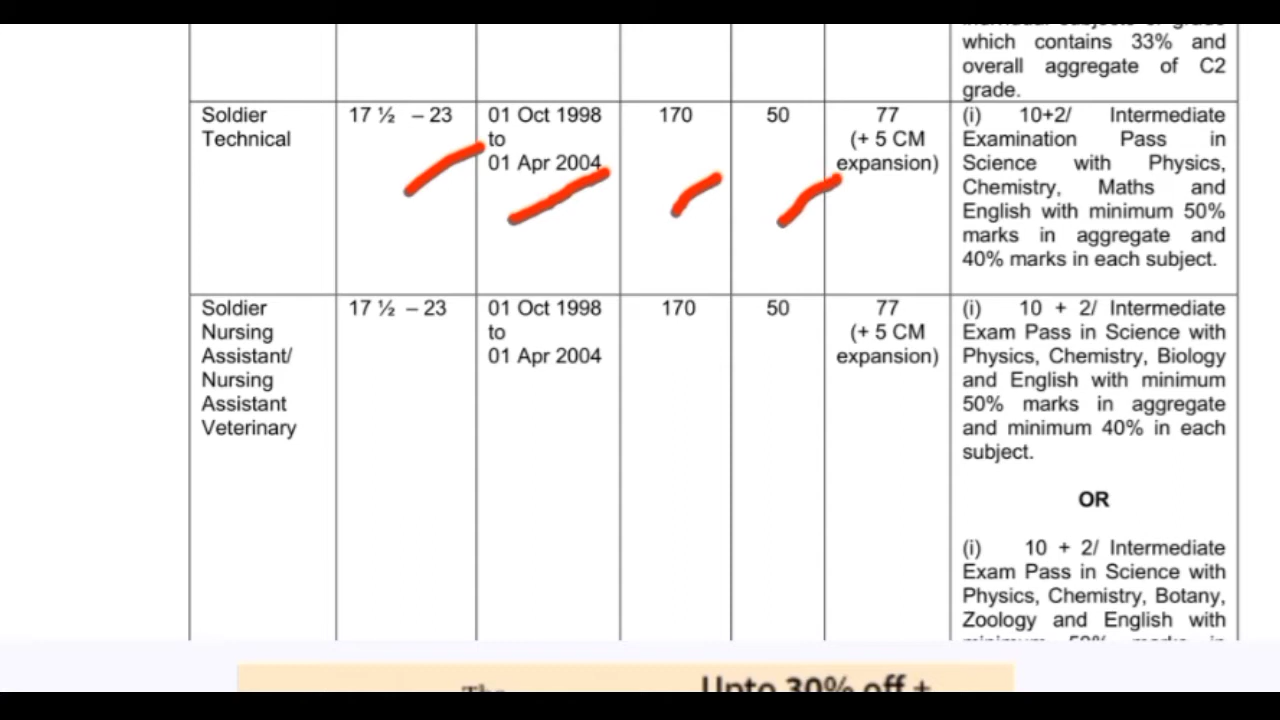 which contains 33% and
overall aggregate of C2
grade.
Soldier
Technical
17 ½ – 23
01 Oct 1998
to
01 Apr 2004
170
50
77
(+ 5 CM
expansion)
(i) 10+2/ Intermediate
Examination Pass in
Science with Physics,
Chemistry, Maths and
English with minimum 50%
marks in aggregate and
40% marks in each subject.
Soldier
Nursing
Assistant/
Nursing
Assistant
Veterinary
17 ½ – 23
01 Oct 1998
to
01 Apr 2004
170
50
77
(+ 5 CM
expansion)
(i) 10 + 2/ Intermediate
Exam Pass in Science with
Physics, Chemistry, Biology
and English with minimum
50% marks in aggregate
and minimum 40% in each
subject.
OR
(i) 10 + 2/ Intermediate
Exam Pass in Science with
Physics, Chemistry, Botany,
Zoology and English with
minimum 50% marks in
Upto 30% off +